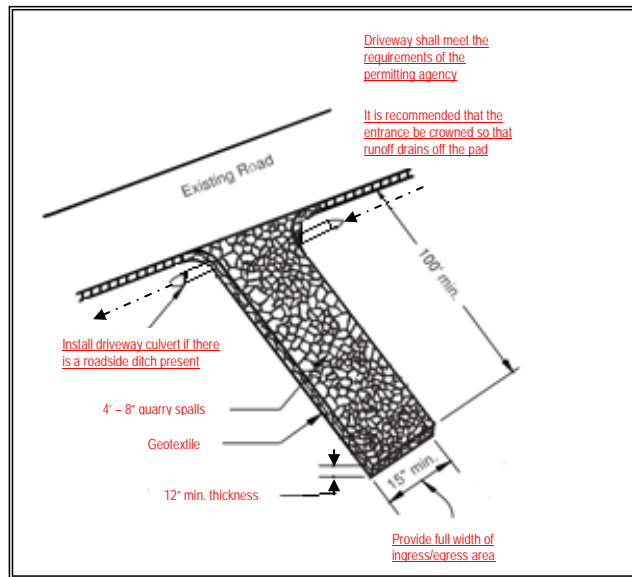 Driveway shall meet the
requirements of the
permitting agency
It is recommended that the
entrance be crowned so that
runoff drains off the pad
Existing Road
100' min.
Install driveway culvert if there
is a roadside ditch present
4' – 8" quarry spalls
Geotextile
12" min. thickness
15" min.
Provide full width of
ingress/egress area